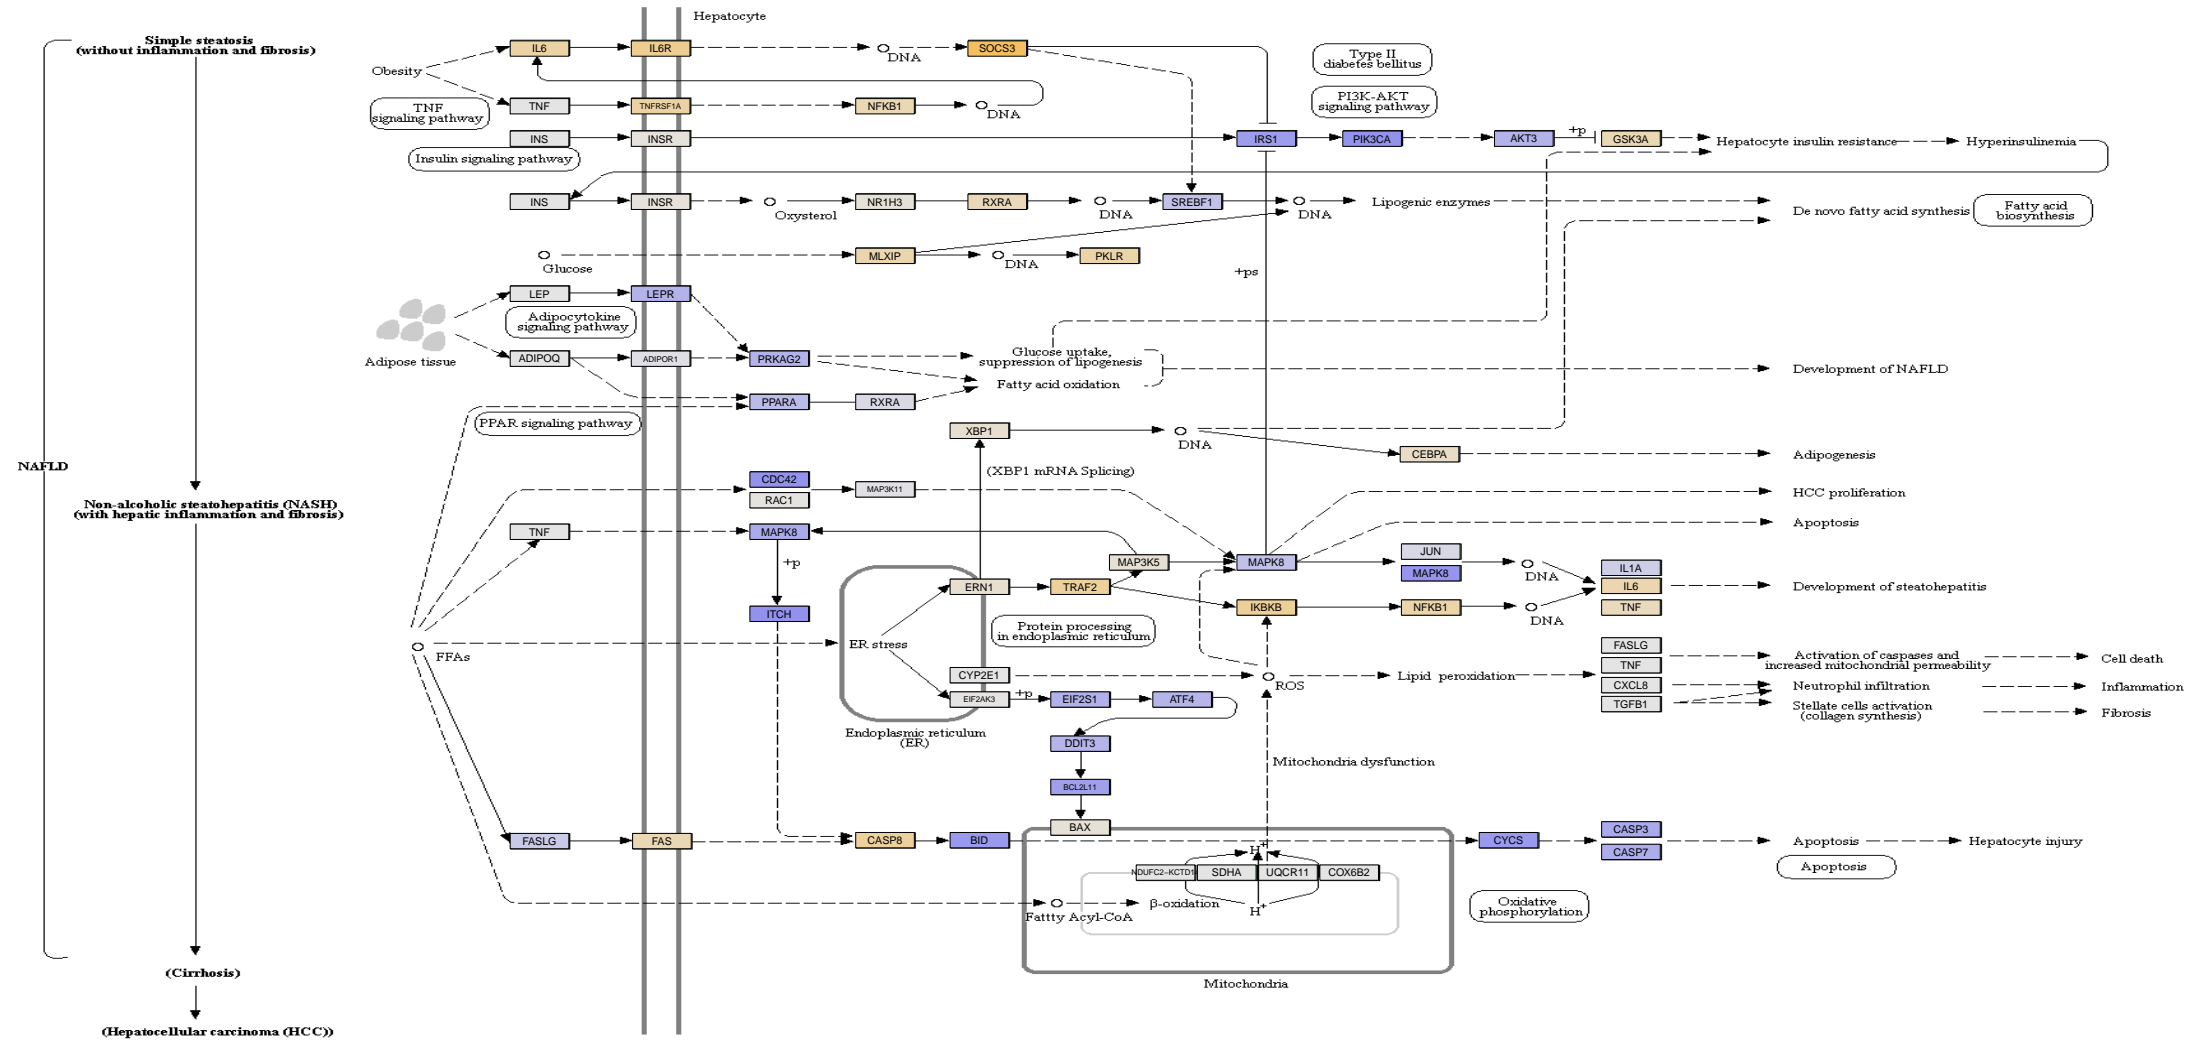 Hepatocyte
Simple steatosis
(without inflammation and fibrosis)
IL6
IL6R
DNA
SOCS3
Type II
diabetes bellitus
Obesity
TNF
signaling pathway
TNF
TNFRSF1A
NFKB1
DNA
PI3K-AKT
signaling pathway
INS
INSR
IRS1
PIK3CA
AKT3
+p
GSK3A
Hepatocyte insulin resistance
Hyperinsulinemia
Insulin signaling pathway
INS
INSR
Oxysterol
NR1H3
RXRA
DNA
SREBF1
DNA
Lipogenic enzymes
De novo fatty acid synthesis
Fatty acid
biosynthesis
Glucose
MLXIP
DNA
PKLR
+ps
LEP
LEPR
Adipocytokine
signaling pathway
Adipose tissue
ADIPOQ
ADIPOR1
PRKAG2
Glucose uptake,
suppression of lipogenesis
Fatty acid oxidation
Development of NAFLD
PPARA
RXRA
PPAR signaling pathway
XBP1
DNA
CEBPA
Adipogenesis
NAFLD
(XBP1 mRNA Splicing)
CDC42
RAC1
MAP3K11
HCC proliferation
Non-alcoholic steatohepatitis (NASH)
(with hepatic inflammation and fibrosis)
TNF
MAPK8
Apoptosis
+p
MAP3K5
MAPK8
JUN
MAPK8
DNA
IL1A
IL6
TNF
Development of steatohepatitis
ERN1
TRAF2
IKBKB
NFKB1
DNA
ITCH
Protein processing
in endoplasmic reticulum
ER stress
FFAs
CYP2E1
EIF2AK3
+p
EIF2S1
ATF4
ROS
Lipid peroxidation
FASLG
TNF
CXCL8
TGFB1
Activation of caspases and
increased mitochondrial permeability
Cell death
Neutrophil infiltration
Inflammation
Stellate cells activation
(collagen synthesis)
Fibrosis
Endoplasmic reticulum
(ER)
DDIT3
Mitochondria dysfunction
BCL2L11
BAX
FASLG
FAS
CASP8
BID
CYCS
CASP3
CASP7
Apoptosis
Hepatocyte injury
Apoptosis
H+
NDUFC2-KCTD1
SDHA
UQCR11
COX6B2
Fattty Acyl-CoA
β-oxidation
H+
Oxidative
phosphorylation
Mitochondria
(Cirrhosis)
(Hepatocellular carcinoma (HCC))